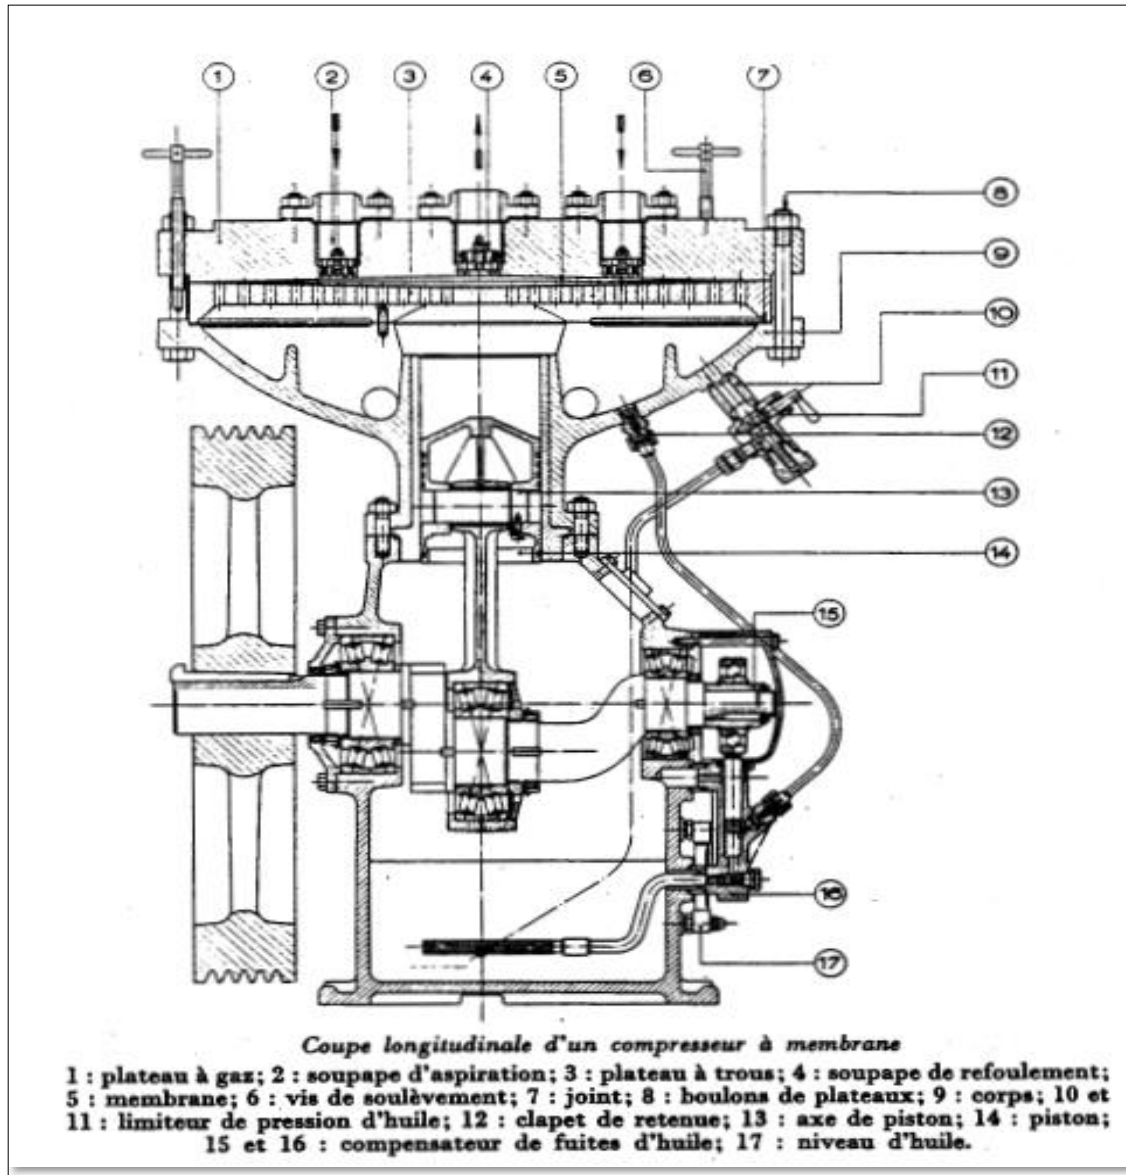 1 2 3 4 5 6 7
8
9
10
11
12
13
14
15
16
17
Coupe longitudinale d'un compresseur à membrane
1 : plateau à gaz; 2 : soupape d'aspiration; 3 : plateau à trous; 4 : soupape de refoulement;
5 : membrane; 6 : vis de soulèvement; 7 : joint; 8 : boulons de plateaux; 9 : corps; 10 et
11 : limiteur de pression d'huile; 12 : clapet de retenue; 13 : axe de piston; 14 : piston;
15 et 16 : compensateur de fuites d'huile; 17 : niveau d'huile.